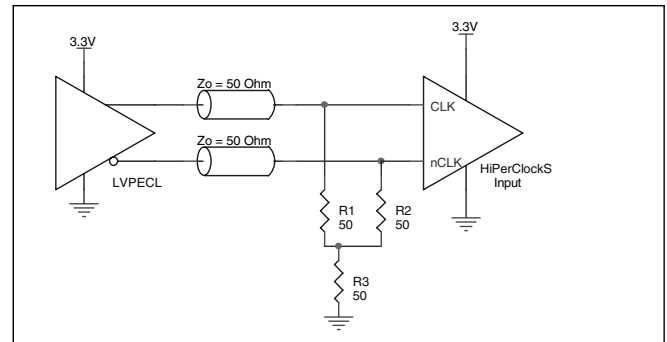 3.3V
3.3V
Zo = 50 Ohm
CLK
Zo = 50 Ohm
nCLK
HiPerClockS
Input
LVPECL
R1
50
R2
50
R3
50